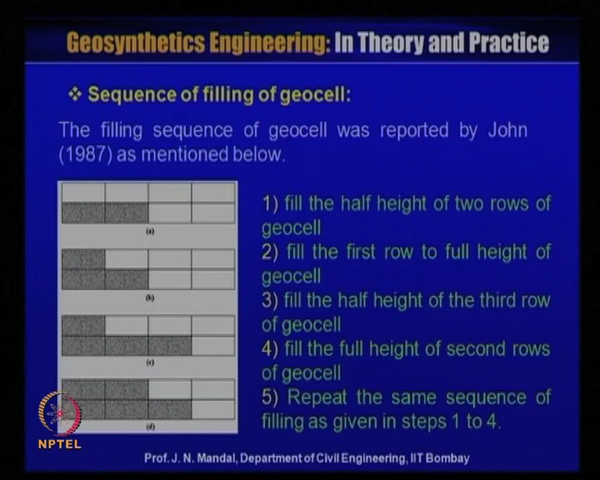 Geosynthetics Engineering: In Theory and Practice
❖ Sequence of filling of geocell:
The filling sequence of geocell was reported by John
(1987) as mentioned below.
(a)
(b)
(c)
(d)
1) fill the half height of two rows of
geocell
2) fill the first row to full height of
geocell
3) fill the half height of the third row
of geocell
4) fill the full height of second rows
of geocell
5) Repeat the same sequence of
filling as given in steps 1 to 4.
NPTEL
Prof. J. N. Mandal, Department of Civil Engineering, IIT Bombay